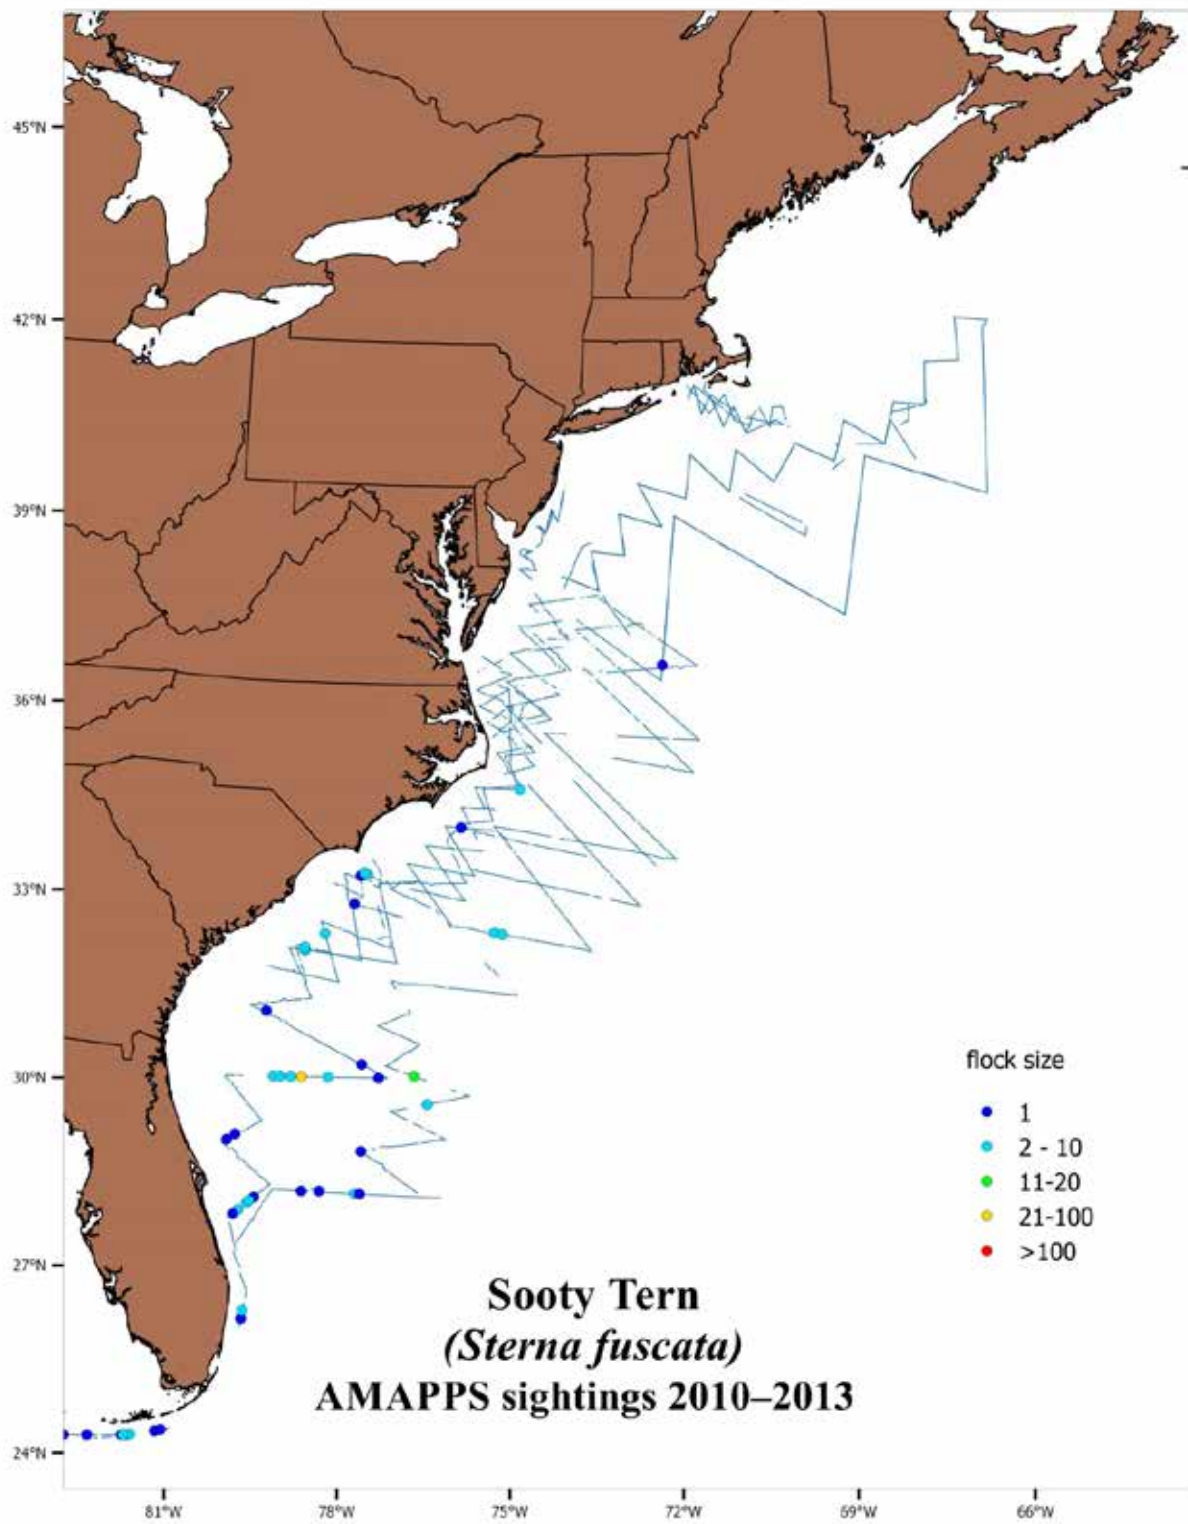 45°N
42°N
39°N
36°N
33°N
30°N
27°N
24°N
flock size
1
2 - 10
11-20
21-100
>100
Sooty Tern
(Sterna fuscata)
AMAPPS sightings 2010–2013
81°W 78°W 75°W 72°W 69°W 66°W